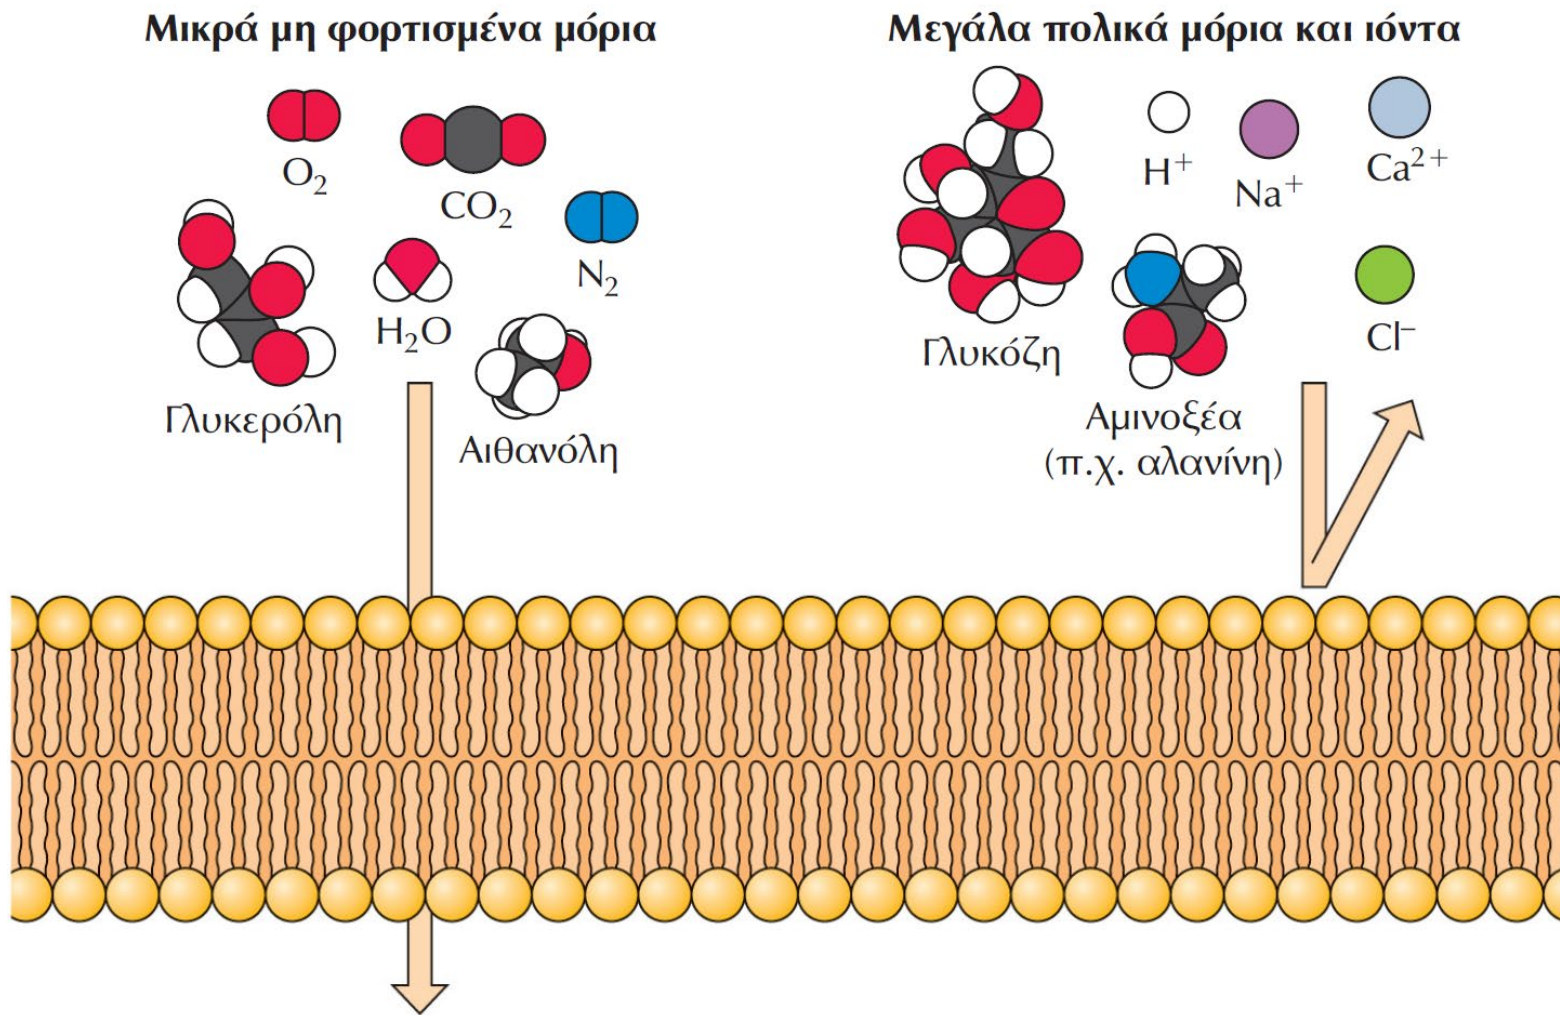 Μικρά μη φορτισμένα μόρια
O₂
CO₂
N₂
H₂O
Γλυκερόλη
Αιθανόλη
Μεγάλα πολικά μόρια και ιόντα
H⁺
Na⁺
Ca²⁺
Γλυκόζη
Cl⁻
Αμινοξέα
(π.χ. αλανίνη)